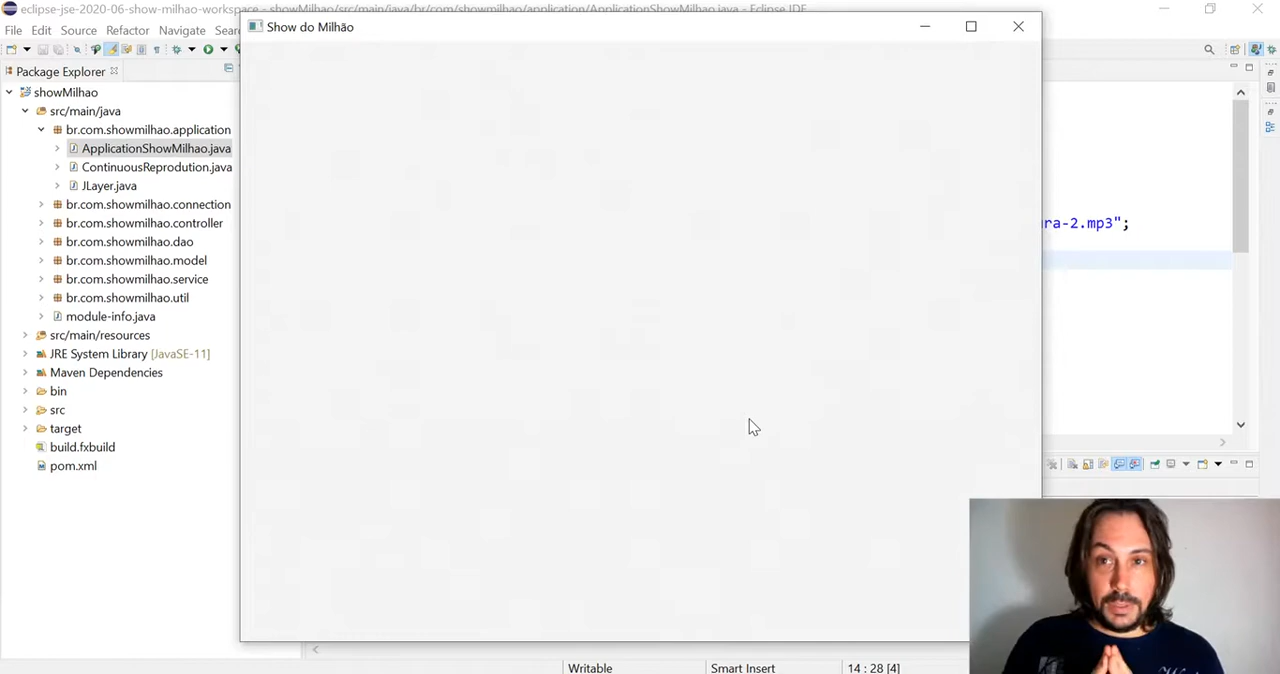 eclipse-jse-2020-06-show-milhao-workspace - showMilhao/src/main/java/br/com/showmilhao/application/ApplicationShowMilhao.java - Eclipse IDE
Show do Milhão
File Edit Source Refactor Navigate
Package Explorer
showMilhao
src/main/java
br.com.showmilhao.application
ApplicationShowMilhao.java
ContinuousReprodution.java
JLayer.java
br.com.showmilhao.connection
br.com.showmilhao.controller
ra-2.mp3";
br.com.showmilhao.dao
br.com.showmilhao.model
br.com.showmilhao.service
br.com.showmilhao.util
module-info.java
src/main/resources
JRE System Library [JavaSE-11]
Maven Dependencies
bin
src
target
build.fxbuild
pom.xml
Writable Smart Insert 14 : 28 [4]